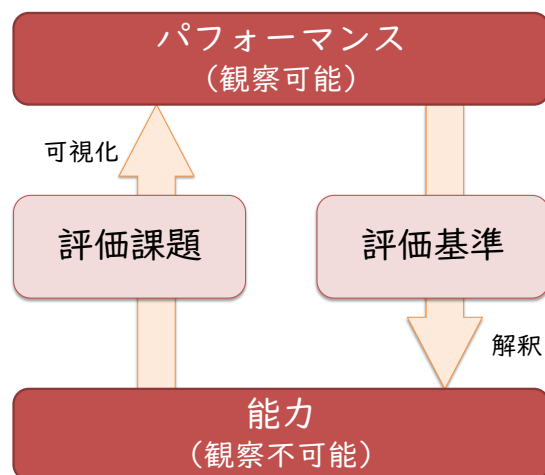 パフォーマンス
（観察可能）
可視化
評価課題
評価基準
解釈
能力
（観察不可能）